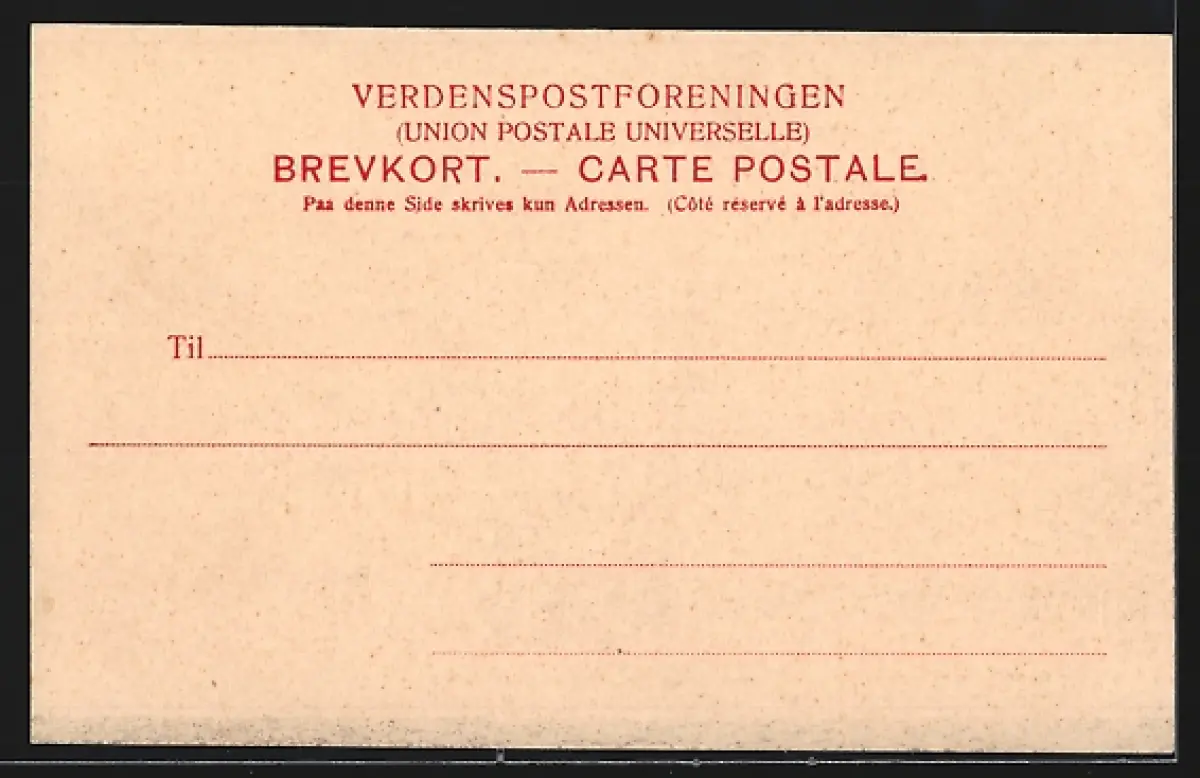 VERDENSPOSTFORENINGEN
(UNION POSTALE UNIVERSELLE)
BREVKORT. — CARTE POSTALE.
Paa denne Side skrives kun Adressen. (Côté réservé à l'adresse.)
Til